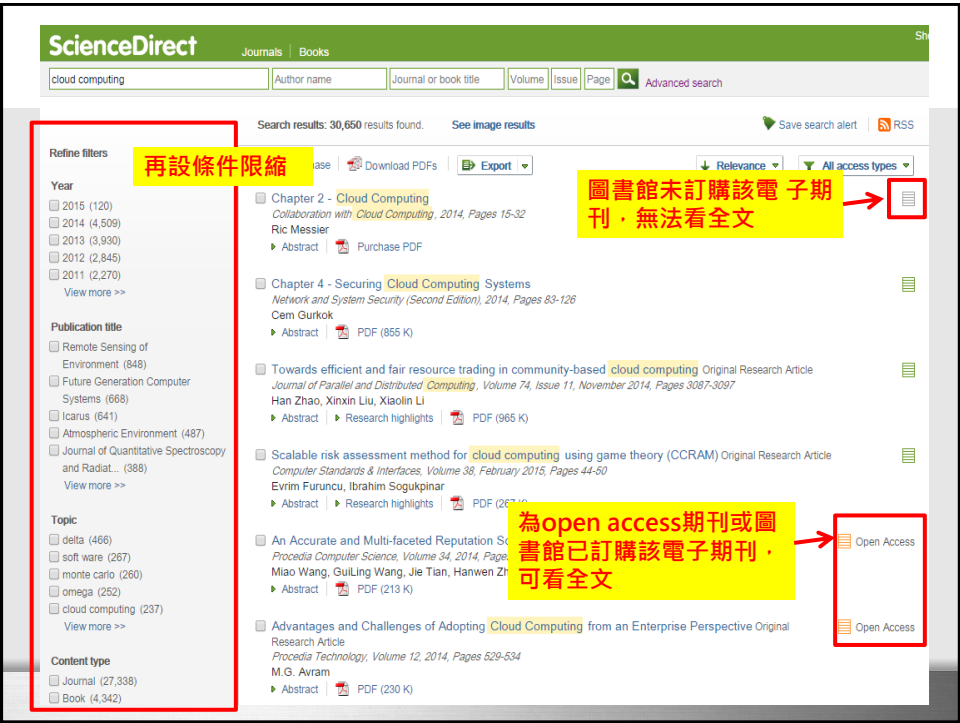 ScienceDirect
Journals
Books
Sh
cloud computing
Author name
Journal or book title
Volume
Issue
Page
Advanced search
Search results: 30,650 results found.
See image results
Save search alert
RSS
Refine filters
再設條件限縮
Download PDFs
Export
Relevance
All access types
Year
2015 (120)
2014 (4,509)
2013 (3,930)
2012 (2,845)
2011 (2,270)
View more >>
Publication title
Remote Sensing of
Environment (848)
Future Generation Computer
Systems (668)
Icarus (641)
Atmospheric Environment (487)
Journal of Quantitative Spectroscopy
and Radiat... (388)
View more >>
Topic
delta (466)
soft ware (267)
monte carlo (260)
omega (252)
cloud computing (237)
View more >>
Content type
Journal (27,338)
Book (4,342)
圖書館未訂購該電 子期
刊，無法看全文
Chapter 2 - Cloud Computing
Collaboration with Cloud Computing, 2014, Pages 15-32
Ric Messier
Abstract
Purchase PDF
Chapter 4 - Securing Cloud Computing Systems
Network and System Security (Second Edition), 2014, Pages 83-126
Cem Gurkok
Abstract
PDF (855 K)
Towards efficient and fair resource trading in community-based cloud computing Original Research Article
Journal of Parallel and Distributed Computing, Volume 74, Issue 11, November 2014, Pages 3087-3097
Han Zhao, Xinxin Liu, Xiaolin Li
Abstract
Research highlights
PDF (965 K)
Scalable risk assessment method for cloud computing using game theory (CCRAM) Original Research Article
Computer Standards & Interfaces, Volume 38, February 2015, Pages 44-50
Evrim Furuncu, Ibrahim Sogukpinar
Abstract
Research highlights
PDF (267
為open access期刊或圖
書館已訂購該電子期刊，
可看全文
An Accurate and Multi-faceted Reputation
Open Access
Procedia Computer Science, Volume 34, 2014,
Miao Wang, GuiLing Wang, Jie Tian, Hanwen
Abstract
PDF (213 K)
Advantages and Challenges of Adopting Cloud Computing from an Enterprise Perspective Original
Research Article
Open Access
Procedia Technology, Volume 12, 2014, Pages 529-534
M.G. Avram
Abstract
PDF (230 K)